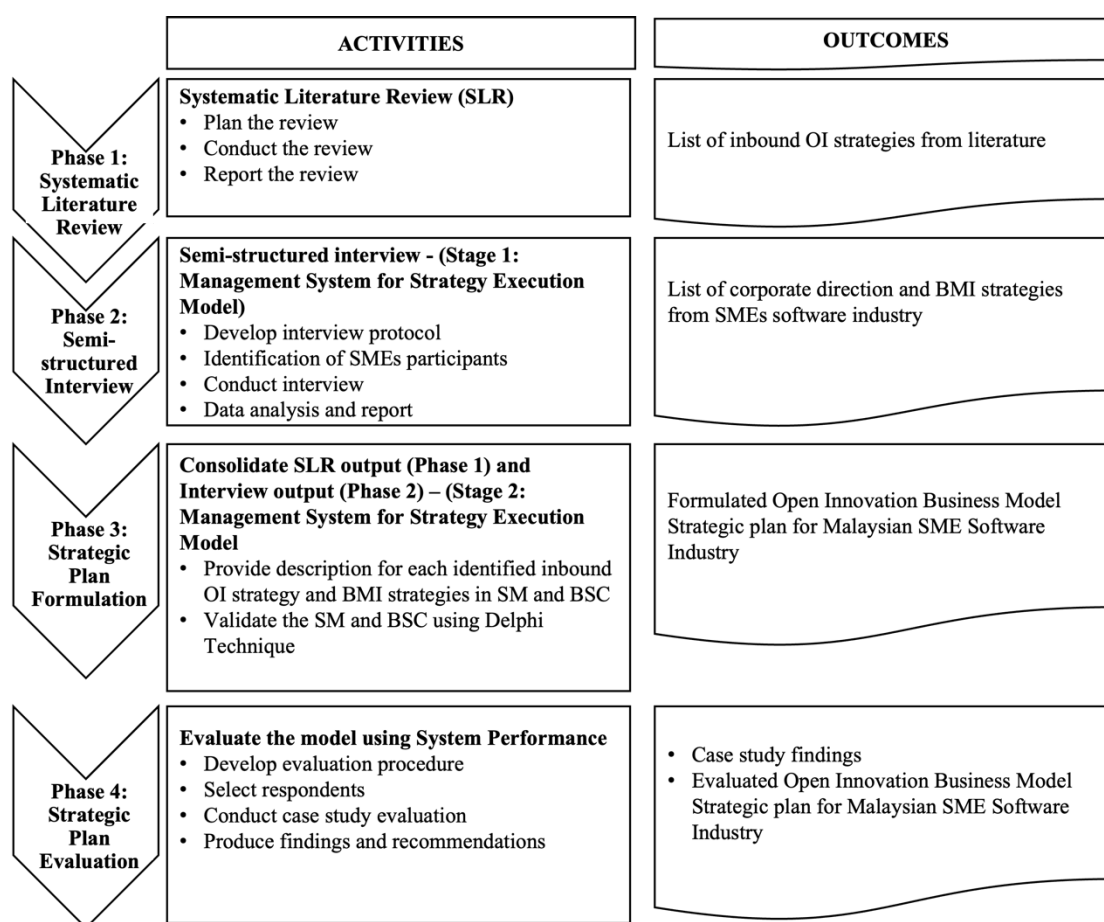 ACTIVITIES
OUTCOMES
Phase 1:
Systematic
Literature
Review
Systematic Literature Review (SLR)
• Plan the review
• Conduct the review
• Report the review
List of inbound OI strategies from literature
Phase 2:
Semi-
structured
Interview
Semi-structured interview - (Stage 1:
Management System for Strategy Execution
Model)
• Develop interview protocol
• Identification of SMEs participants
• Conduct interview
• Data analysis and report
List of corporate direction and BMI strategies
from SMEs software industry
Phase 3:
Strategic
Plan
Formulation
Consolidate SLR output (Phase 1) and
Interview output (Phase 2) – (Stage 2:
Management System for Strategy Execution
Model
• Provide description for each identified inbound
OI strategy and BMI strategies in SM and BSC
• Validate the SM and BSC using Delphi
Technique
Formulated Open Innovation Business Model
Strategic plan for Malaysian SME Software
Industry
Phase 4:
Strategic
Plan
Evaluation
Evaluate the model using System Performance
• Develop evaluation procedure
• Select respondents
• Conduct case study evaluation
• Produce findings and recommendations
• Case study findings
• Evaluated Open Innovation Business Model
Strategic plan for Malaysian SME Software
Industry